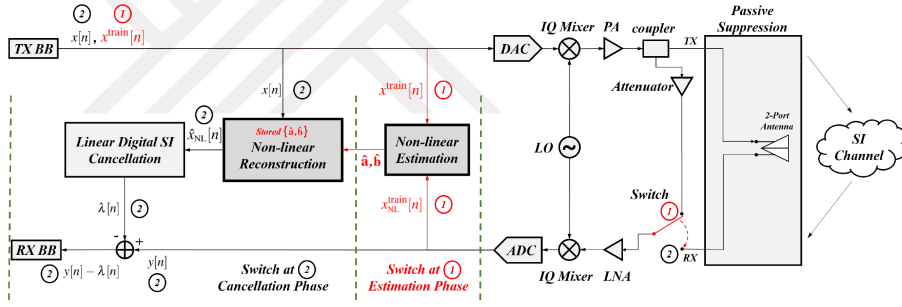 ② ①
x[n], x^train[n]
TX BB
DAC
IQ Mixer
PA
coupler
TX
Passive
Suppression
Attenuator
x[n] ②
x^train[n] ①
② x̂_NL[n]
Linear Digital SI
Cancellation
Stored {â,b̂}
Non-linear
Reconstruction
â,b̂
Non-linear
Estimation
LO
2-Port
Antenna
SI
Channel
λ[n] ②
x_NL^train[n] ①
Switch
①
②
RX
RX BB
- +
② y[n] − λ[n]
y[n]
②
Switch at ②
Cancellation Phase
Switch at ①
Estimation Phase
ADC
IQ Mixer
LNA